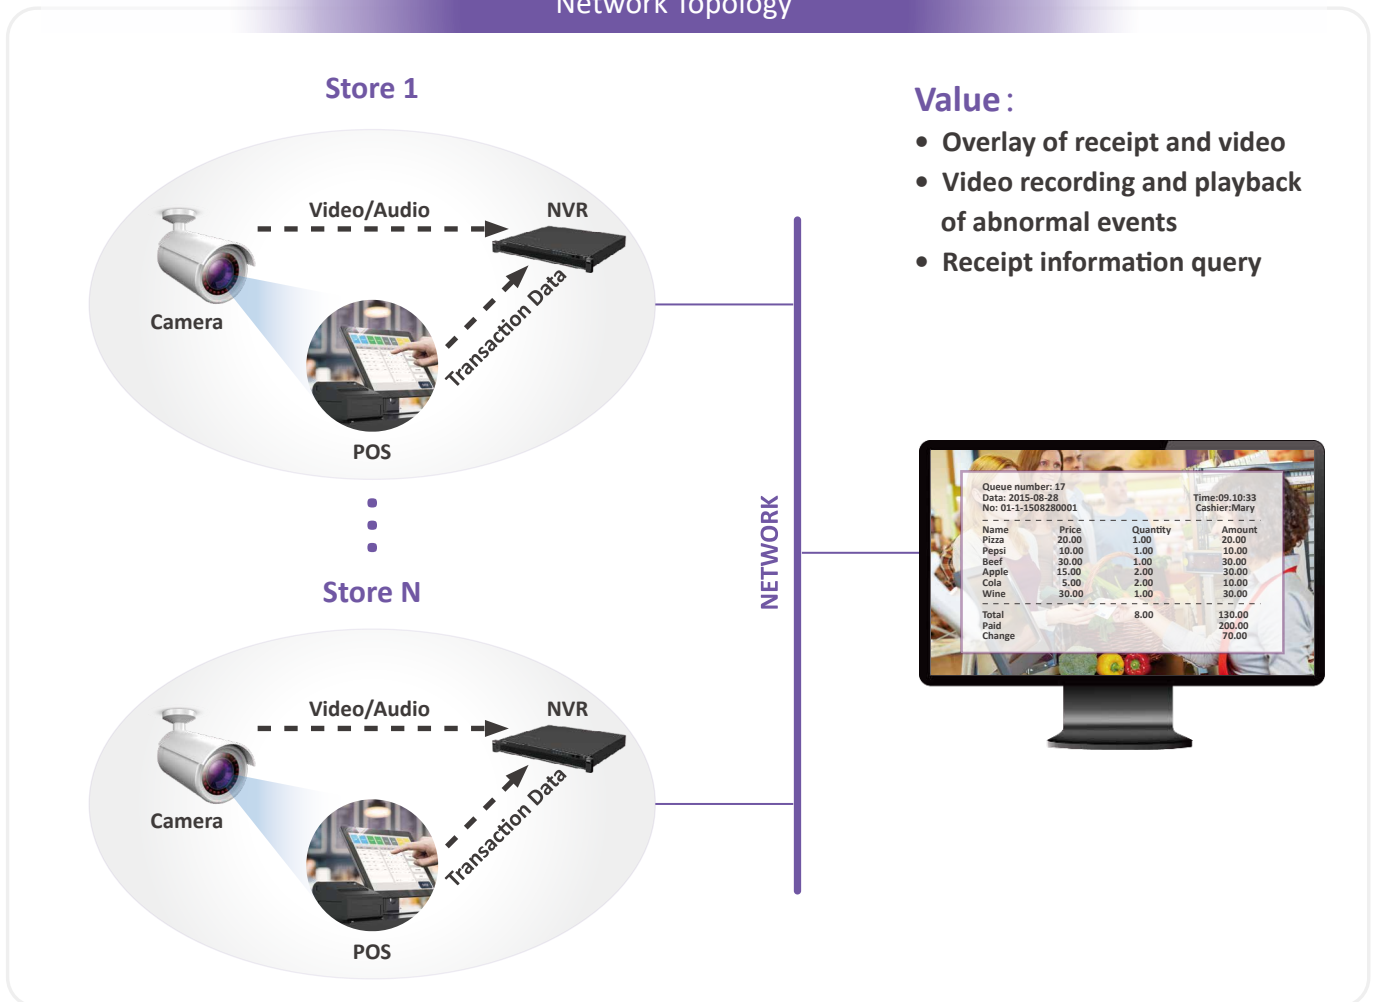 Network Topology
Store 1
Video/Audio
NVR
Camera
Transaction Data
POS
Store N
Video/Audio
NVR
Camera
Transaction Data
POS
NETWORK
Value:
• Overlay of receipt and video
• Video recording and playback
of abnormal events
• Receipt information query
Queue number: 17
Data: 2015-08-28 Time:09.10:33
No: 01-1-1508280001 Cashier:Mary
Name Price Quantity Amount
Pizza 20.00 1.00 20.00
Pepsi 10.00 1.00 10.00
Beef 30.00 1.00 30.00
Apple 15.00 2.00 30.00
Cola 5.00 2.00 10.00
Wine 30.00 1.00 30.00
Total 8.00 130.00
Paid 200.00
Change 70.00